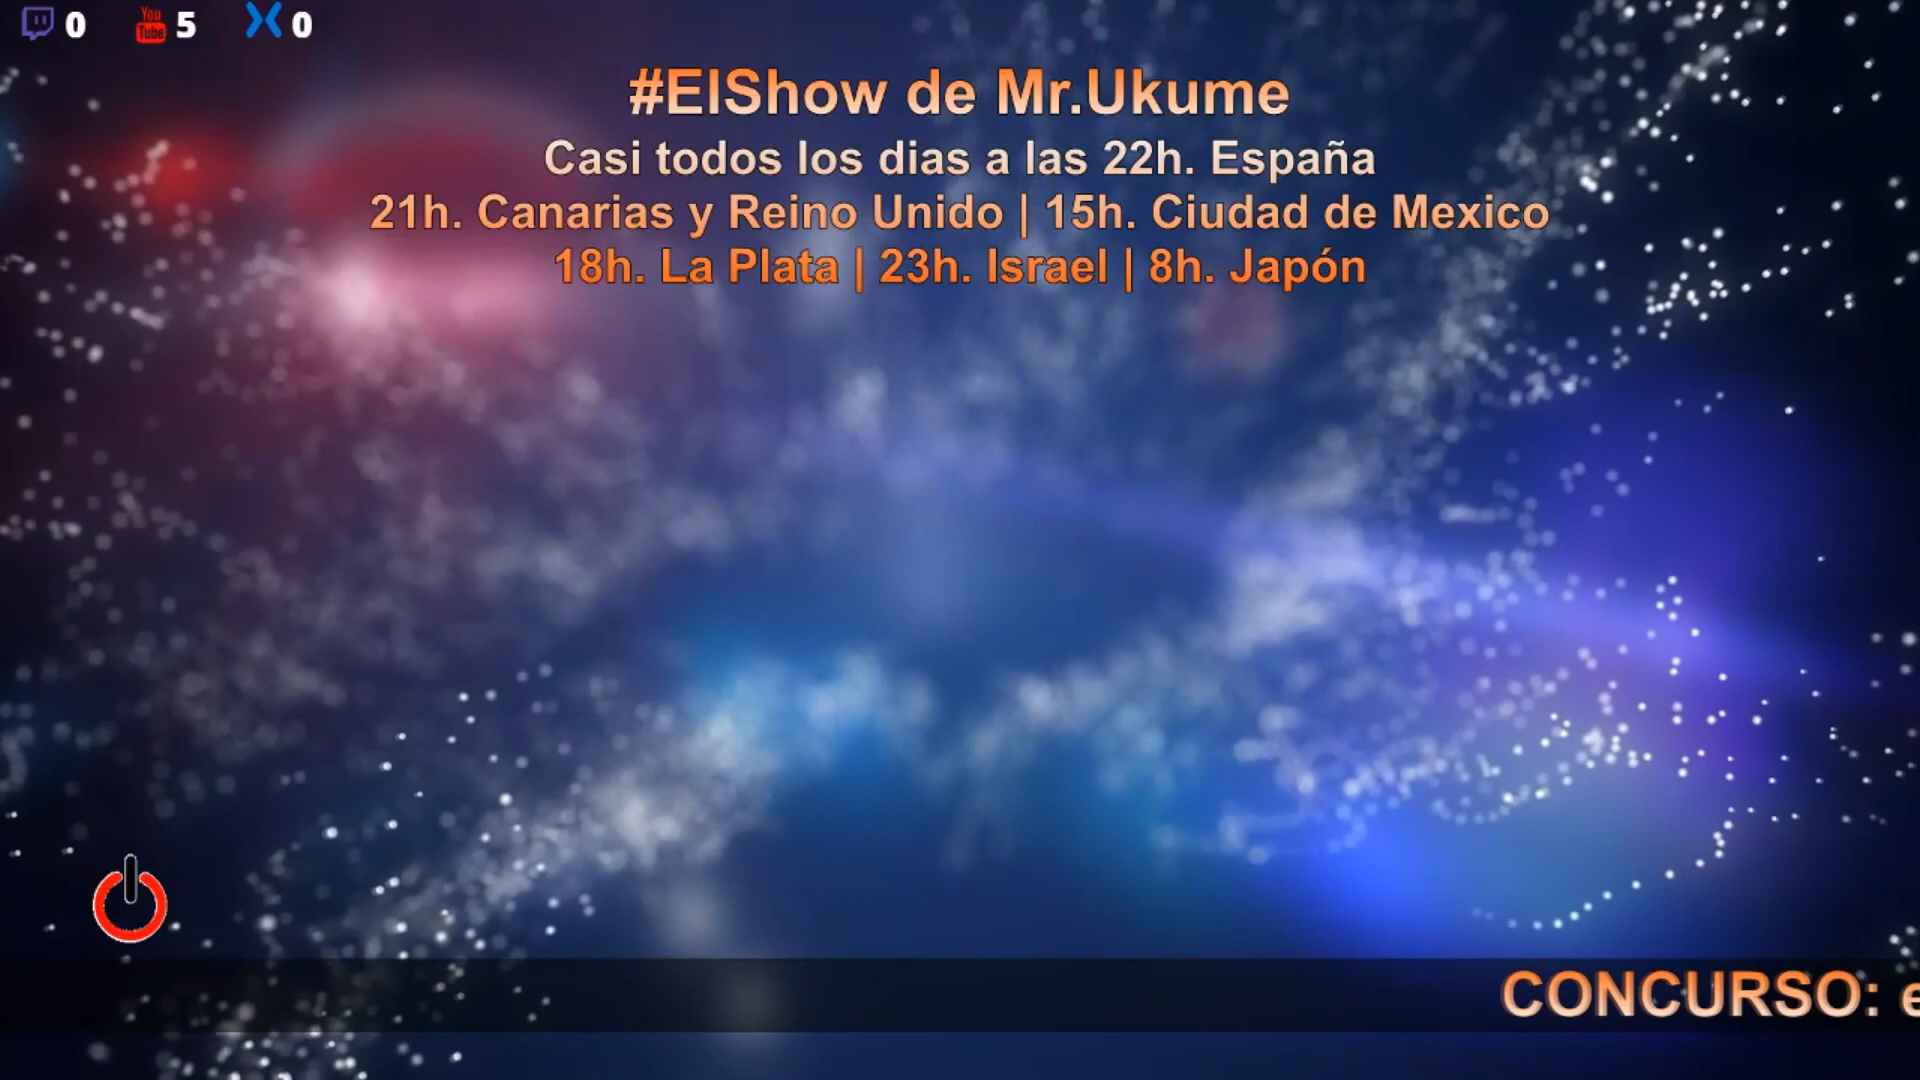 0 You Tube 5 0
#ElShow de Mr.Ukume
Casi todos los dias a las 22h. España
21h. Canarias y Reino Unido | 15h. Ciudad de Mexico
18h. La Plata | 23h. Israel | 8h. Japón
CONCURSO: